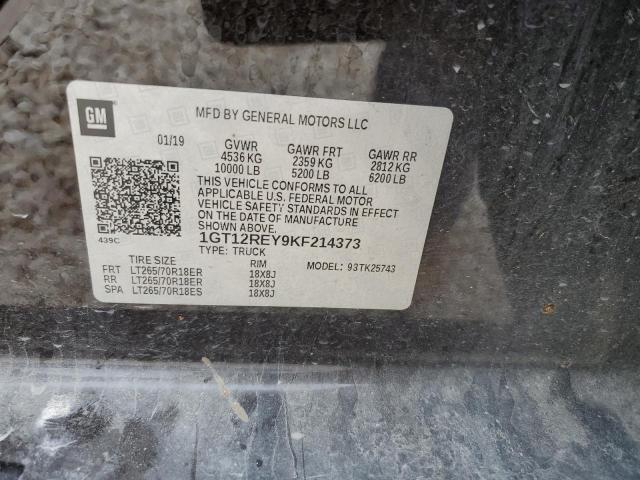 GM
MFD BY GENERAL MOTORS LLC
01/19 GVWR GAWR FRT GAWR RR
4536 KG 2359 KG 2812 KG
10000 LB 5200 LB 6200 LB
THIS VEHICLE CONFORMS TO ALL
APPLICABLE U.S. FEDERAL MOTOR
VEHICLE SAFETY STANDARDS IN EFFECT
ON THE DATE OF MANUFACTURE
SHOWN ABOVE.
439C 1GT12REY9KF214373
TYPE: TRUCK
TIRE SIZE RIM MODEL: 93TK25743
FRT LT265/70R18ER 18X8J
RR LT265/70R18ER 18X8J
SPA LT265/70R18ES 18X8J